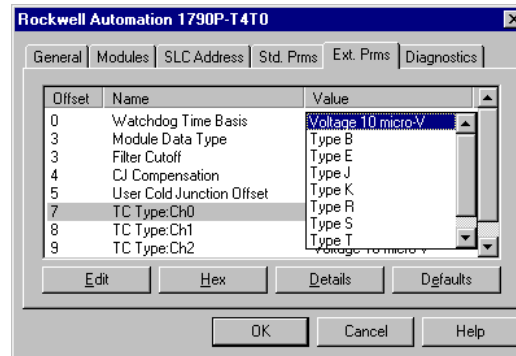 Rockwell Automation 1790P-T4T0
General Modules SLC Address Std. Prms Ext. Prms Diagnostics
Offset Name Value
0 Watchdog Time Basis Voltage 10 micro-V
3 Module Data Type Type B
3 Filter Cutoff Type E
4 CJ Compensation Type J
5 User Cold Junction Offset Type K
7 TC Type:Ch0 Type R
8 TC Type:Ch1 Type S
9 TC Type:Ch2 Type T
Edit Hex Details Defaults
OK Cancel Help